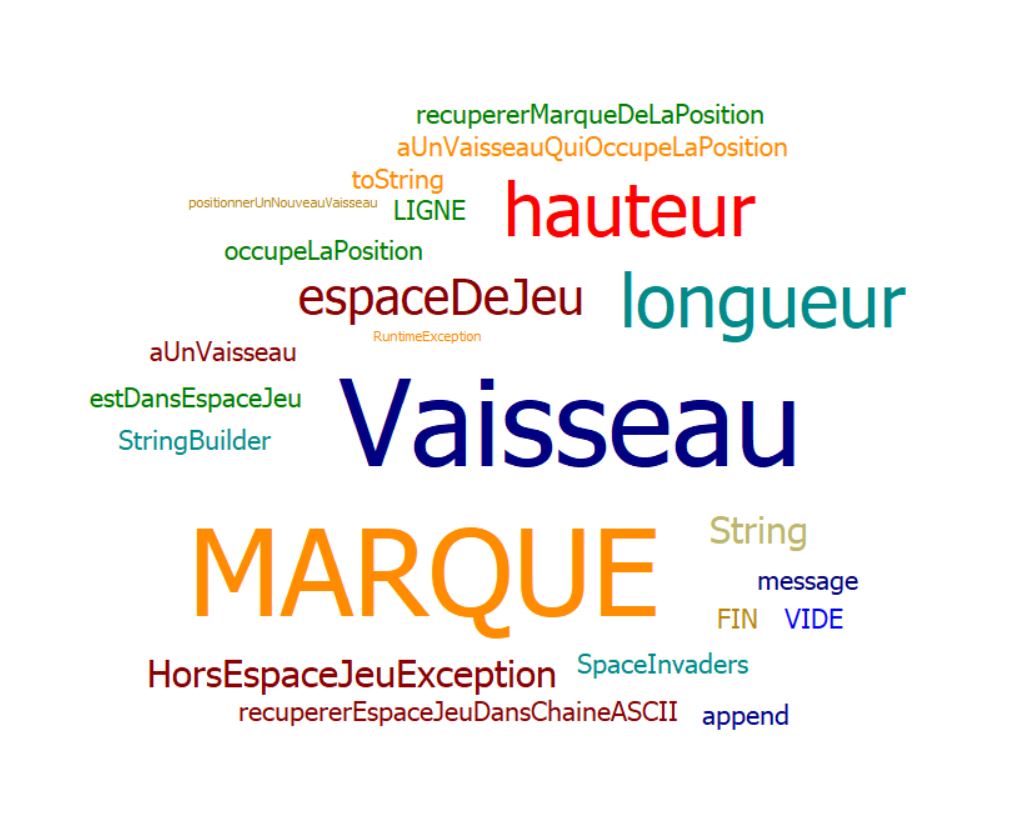 recupererMarqueDeLaPosition
aUnVaisseauQuiOccupeLaPosition
toString
positionnerUnNouveauVaisseau LIGNE hauteur
occupeLaPosition
espaceDeJeu longueur
RuntimeException
aUnVaisseau
estDansEspaceJeu Vaisseau
StringBuilder
String
MARQUE message
FIN VIDE
HorsEspaceJeuException SpaceInvaders
recupererEspaceJeuDansChaineASCII append